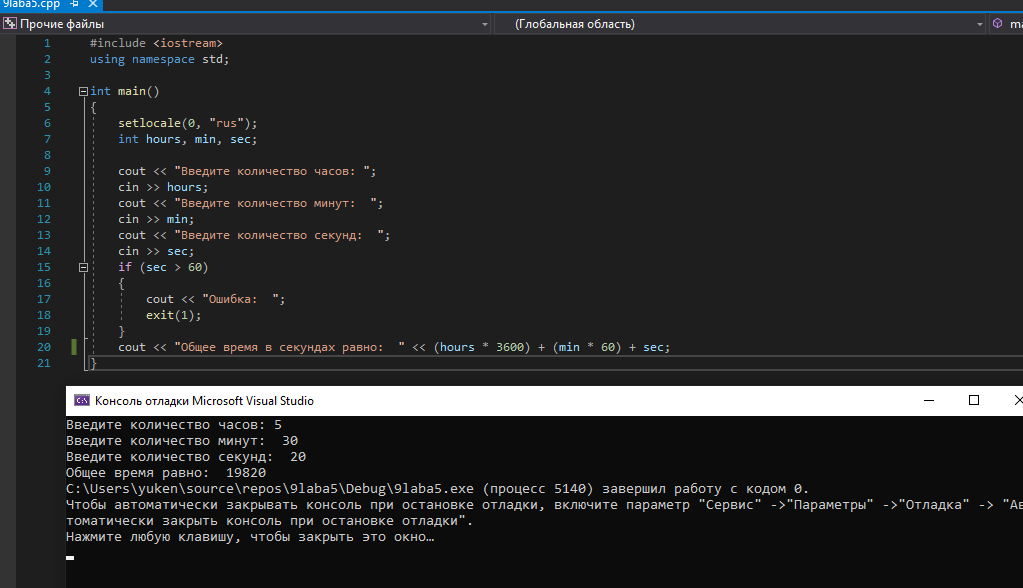 9laba5.cpp
Прочие файлы (Глобальная область)
1 #include <iostream>
2 using namespace std;
3
4 int main()
5 {
6 setlocale(0, "rus");
7 int hours, min, sec;
8
9 cout << "Введите количество часов: ";
10 cin >> hours;
11 cout << "Введите количество минут:  ";
12 cin >> min;
13 cout << "Введите количество секунд:  ";
14 cin >> sec;
15 if (sec > 60)
16 {
17 cout << "Ошибка:  ";
18 exit(1);
19 }
20 cout << "Общее время в секундах равно:  " << (hours * 3600) + (min * 60) + sec;
21 }
Консоль отладки Microsoft Visual Studio
Введите количество часов: 5
Введите количество минут:  30
Введите количество секунд:  20
Общее время равно:  19820
C:\Users\yuken\source\repos\9laba5\Debug\9laba5.exe (процесс 5140) завершил работу с кодом 0.
Чтобы автоматически закрывать консоль при остановке отладки, включите параметр "Сервис" ->"Параметры" ->"Отладка" -> "Ав
томатически закрыть консоль при остановке отладки".
Нажмите любую клавишу, чтобы закрыть это окно…